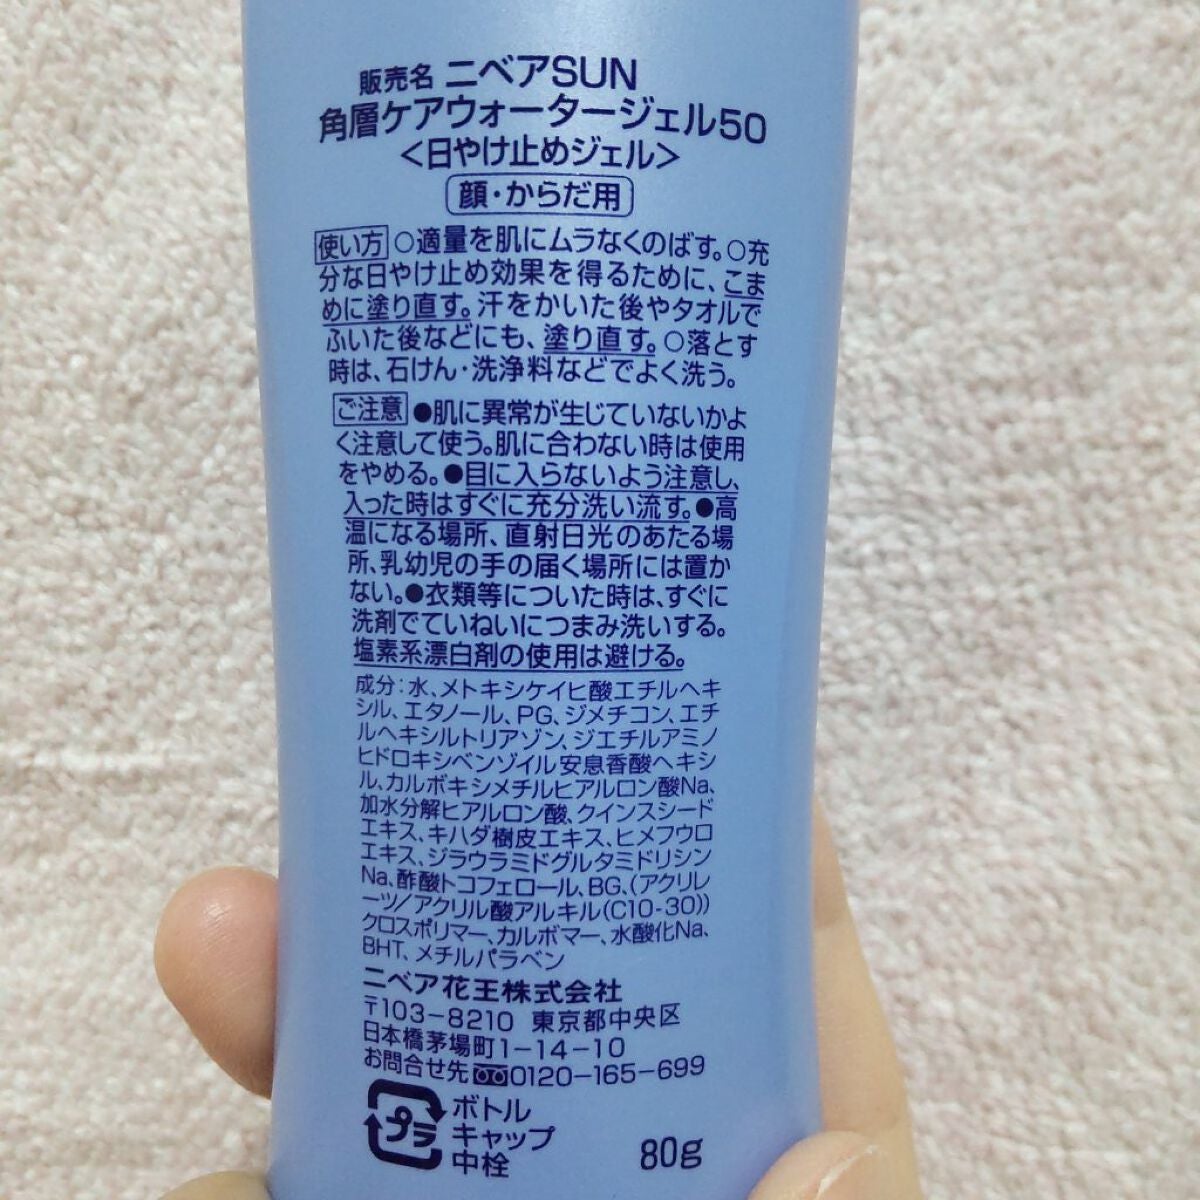 販売名 ニベアSUN
角層ケアウォータージェル50
<日やけ止めジェル>
顔・からだ用
使い方 ○適量を肌にムラなくのばす。○充
分な日やけ止め効果を得るために、こま
めに塗り直す。汗をかいた後やタオルで
ふいた後などにも、塗り直す。○落とす
時は、石けん・洗浄料などでよく洗う。
ご注意 ●肌に異常が生じていないかよ
く注意して使う。肌に合わない時は使用
をやめる。●目に入らないよう注意し、
入った時はすぐに充分洗い流す。●高
温になる場所、直射日光のあたる場
所、乳幼児の手の届く場所には置か
ない。●衣類等についた時は、すぐに
洗剤でていねいにつまみ洗いする。
塩素系漂白剤の使用は避ける。
成分：水、メトキシケイヒ酸エチルヘキ
シル、エタノール、PG、ジメチコン、エチ
ルヘキシルトリアゾン、ジエチルアミノ
ヒドロキシベンゾイル安息香酸ヘキシ
ル、カルボキシメチルヒアルロン酸Na、
加水分解ヒアルロン酸、クインスシード
エキス、キハダ樹皮エキス、ヒメフウロ
エキス、ジラウラミドグルタミドリシン
Na、酢酸トコフェロール、BG、(アクリレ
ーツ/アクリル酸アルキル(C10-30))
クロスポリマー、カルボマー、水酸化Na、
BHT、メチルパラベン
ニベア花王株式会社
〒103-8210 東京都中央区
日本橋茅場町1-14-10
お問合せ先 0120-165-699
プラ
ボトル
キャップ
中栓
80g